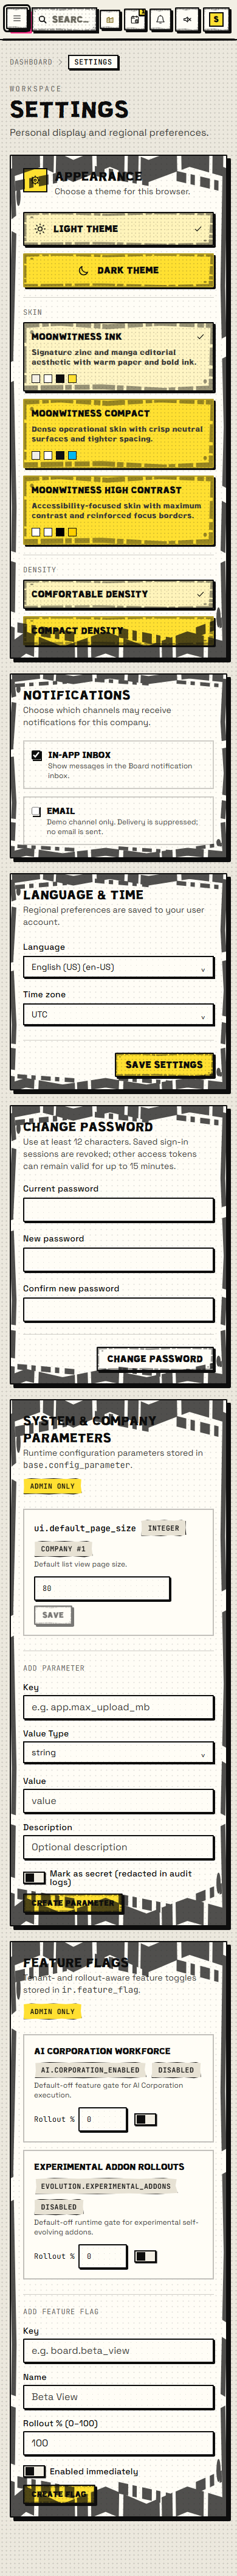 SEARC...
S
DASHBOARD > SETTINGS
WORKSPACE
SETTINGS
Personal display and regional preferences.
APPEARANCE
Choose a theme for this browser.
LIGHT THEME
DARK THEME
SKIN
MOONWITNESS INK
Signature zinc and manga editorial
aesthetic with warm paper and bold ink.
MOONWITNESS COMPACT
Dense operational skin with crisp neutral
surfaces and tighter spacing.
MOONWITNESS HIGH CONTRAST
Accessibility-focused skin with maximum
contrast and reinforced focus borders.
DENSITY
COMFORTABLE DENSITY
COMPACT DENSITY
NOTIFICATIONS
Choose which channels may receive
notifications for this company.
IN-APP INBOX
Show messages in the Board notification
inbox.
EMAIL
Demo channel only. Delivery is suppressed;
no email is sent.
LANGUAGE & TIME
Regional preferences are saved to your user
account.
Language
English (US) (en-US)
Time zone
UTC
SAVE SETTINGS
CHANGE PASSWORD
Use at least 12 characters. Saved sign-in
sessions are revoked; other access tokens
can remain valid for up to 15 minutes.
Current password
New password
Confirm new password
CHANGE PASSWORD
SYSTEM & COMPANY
PARAMETERS
Runtime configuration parameters stored in
base.config_parameter.
ADMIN ONLY
ui.default_page_size INTEGER
COMPANY #1
Default list view page size.
80
SAVE
ADD PARAMETER
Key
e.g. app.max_upload_mb
Value Type
string
Value
value
Description
Optional description
Mark as secret (redacted in audit
logs)
CREATE PARAMETER
FEATURE FLAGS
Tenant- and rollout-aware feature toggles
stored in ir.feature_flag.
ADMIN ONLY
AI CORPORATION WORKFORCE
AI.CORPORATION_ENABLED DISABLED
Default-off feature gate for AI Corporation
execution.
Rollout % 0
EXPERIMENTAL ADDON ROLLOUTS
EVOLUTION.EXPERIMENTAL_ADDONS
DISABLED
Default-off runtime gate for experimental self-
evolving addons.
Rollout % 0
ADD FEATURE FLAG
Key
e.g. board.beta_view
Name
Beta View
Rollout % (0–100)
100
Enabled immediately
CREATE FLAG